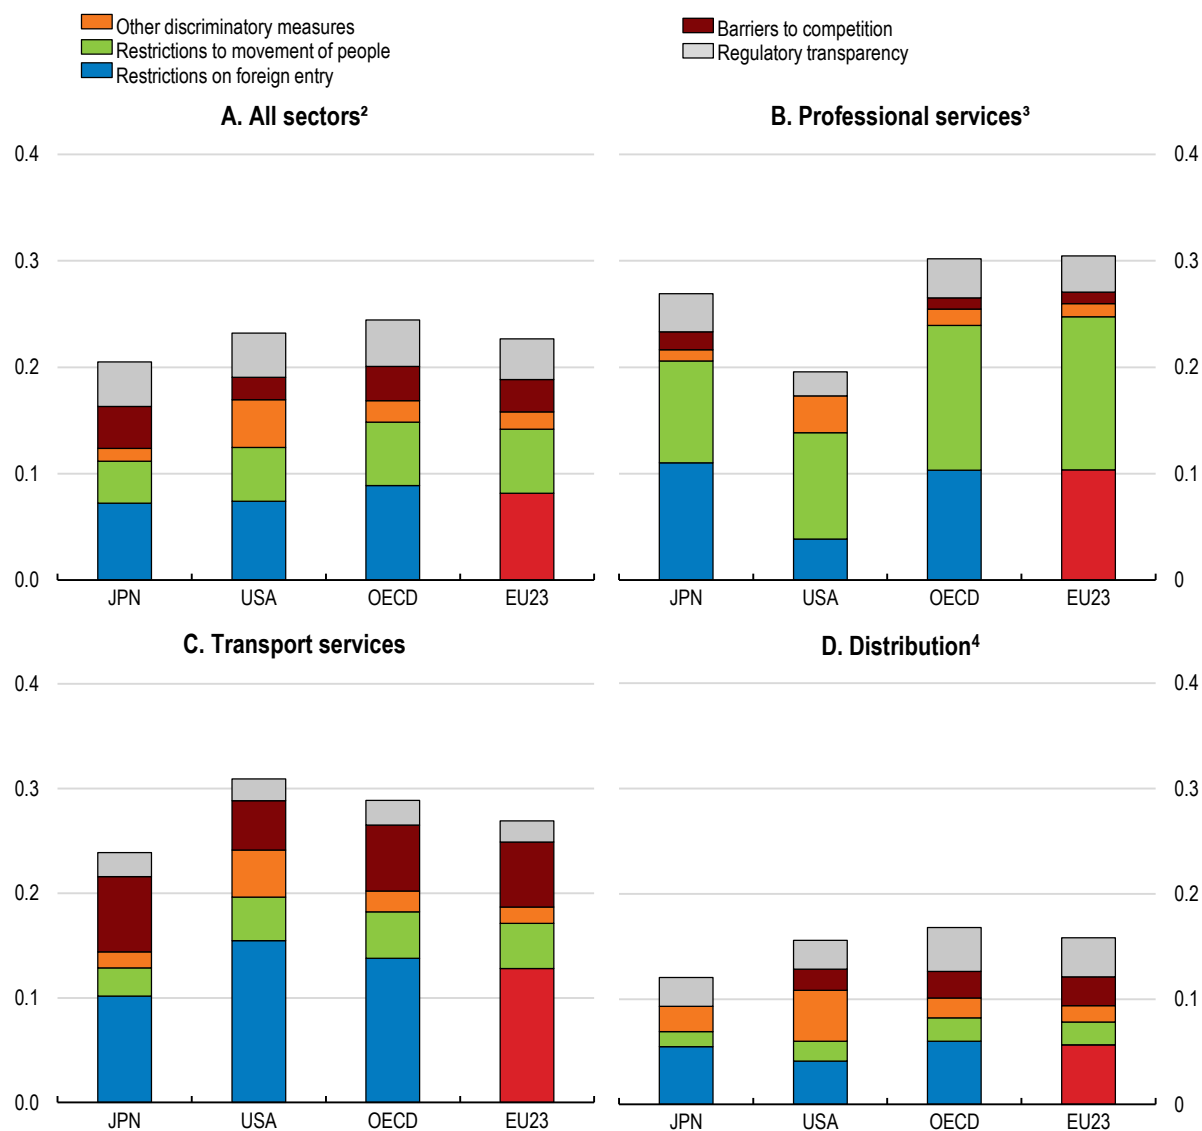 Other discriminatory measures
Restrictions to movement of people
Restrictions on foreign entry
Barriers to competition
Regulatory transparency
A. All sectors²
0.4
0.3
0.2
0.1
0.0
JPN USA OECD EU23
B. Professional services³
0.4
0.3
0.2
0.1
0
JPN USA OECD EU23
C. Transport services
0.4
0.3
0.2
0.1
0.0
JPN USA OECD EU23
D. Distribution⁴
0.4
0.3
0.2
0.1
0
JPN USA OECD EU23